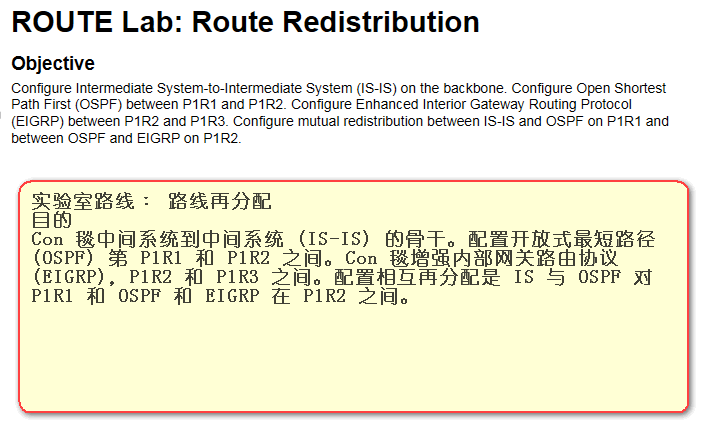 ROUTE Lab: Route Redistribution
Objective
Configure Intermediate System-to-Intermediate System (IS-IS) on the backbone. Configure Open Shortest
Path First (OSPF) between P1R1 and P1R2. Configure Enhanced Interior Gateway Routing Protocol
(EIGRP) between P1R2 and P1R3. Configure mutual redistribution between IS-IS and OSPF on P1R1 and
between OSPF and EIGRP on P1R2.
实验室路线： 路线再分配
目的
Con 毯中间系统到中间系统 (IS-IS) 的骨干。配置开放式最短路径
(OSPF) 第 P1R1 和 P1R2 之间。Con 毯增强内部网关路由协议
(EIGRP), P1R2 和 P1R3 之间。配置相互再分配是 IS 与 OSPF 对
P1R1 和 OSPF 和 EIGRP 在 P1R2 之间。